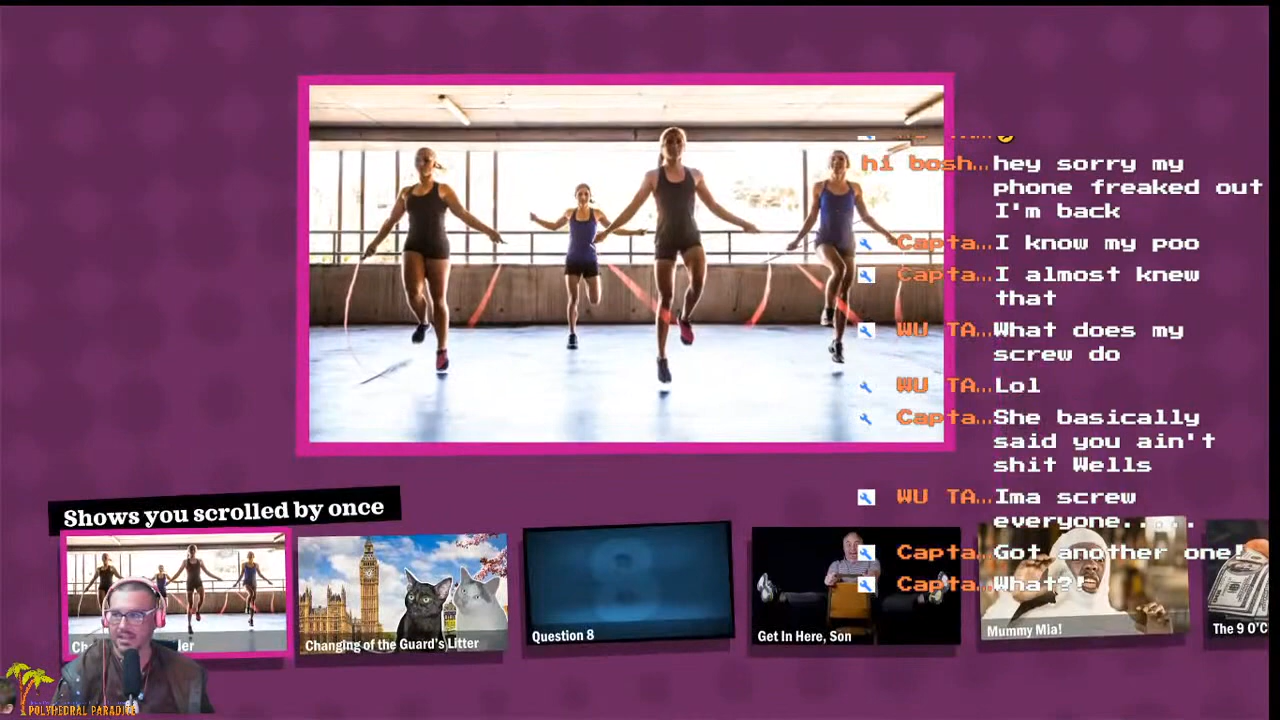 hi bosh...hey sorry my
phone freaked out
I'm back
Capta...I know my poo
Capta...I almost knew
that
WU TA...What does my
screw do
WU TA...Lol
Capta...She basically
said you ain't
shit Wells
WU TA...Ima screw
everyone.....
Capta...Got another one!
Capta...What?!
Shows you scrolled by once
Changing of the Guard's Litter
Question 8
Get In Here, Son
Mummy Mia!
The 9 O'C
POLYHEDRAL PARADISE